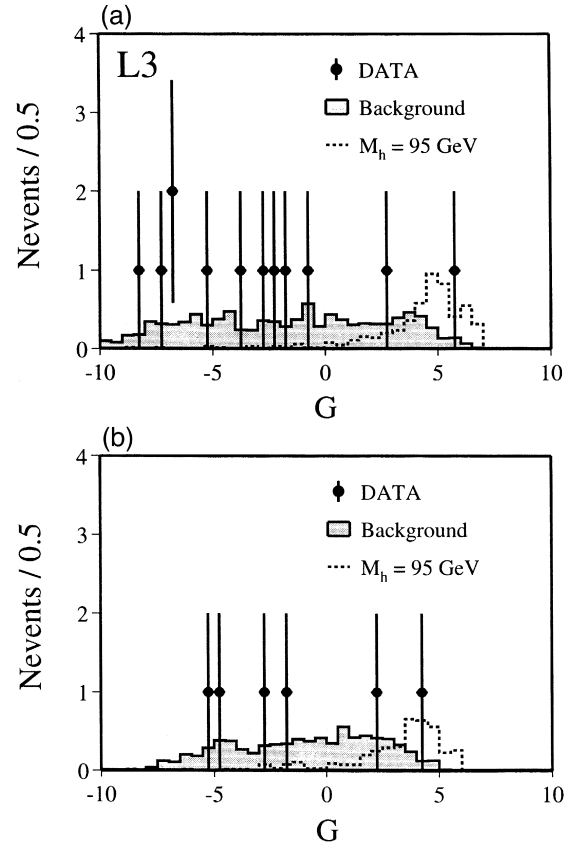 (a)
L3
DATA
Background
M_h = 95 GeV
Nevents / 0.5
4
3
2
1
0
-10
-5
0
5
10
G
(b)
DATA
Background
M_h = 95 GeV
Nevents / 0.5
4
3
2
1
0
-10
-5
0
5
10
G